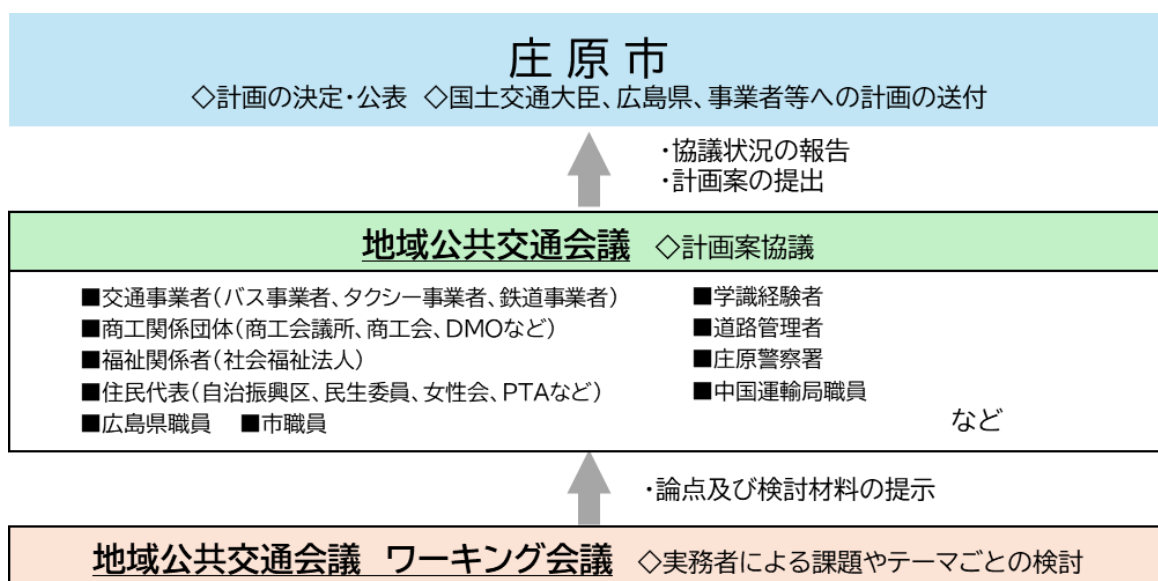 庄原市
◇計画の決定・公表 ◇国土交通大臣、広島県、事業者等への計画の送付
・協議状況の報告
・計画案の提出
地域公共交通会議 ◇計画案協議
■交通事業者(バス事業者、タクシー事業者、鉄道事業者)
■商工関係団体(商工会議所、商工会、DMOなど)
■福祉関係者(社会福祉法人)
■住民代表(自治振興区、民生委員、女性会、PTAなど)
■広島県職員 ■市職員
■学識経験者
■道路管理者
■庄原警察署
■中国運輸局職員
など
・論点及び検討材料の提示
地域公共交通会議 ワーキング会議 ◇実務者による課題やテーマごとの検討